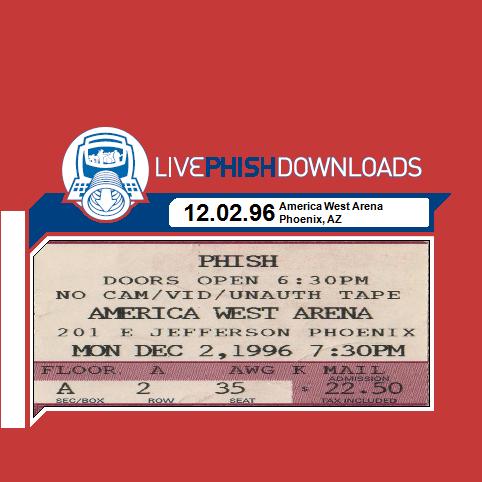 LIVEPHISHDOWNLOADS
12.02.96 America West Arena
Phoenix, AZ
PHISH
DOORS OPEN 6:30PM
NO CAM/VID/UNAUTH TAPE
AMERICA WEST ARENA
201 E JEFFERSON PHOENIX
MON DEC 2,1996 7:30PM
FLOOR. A AWG K MAIL
ADMISSION
A 2 35 $ 22.50
SEC/BOX ROW SEAT TAX INCLUDED